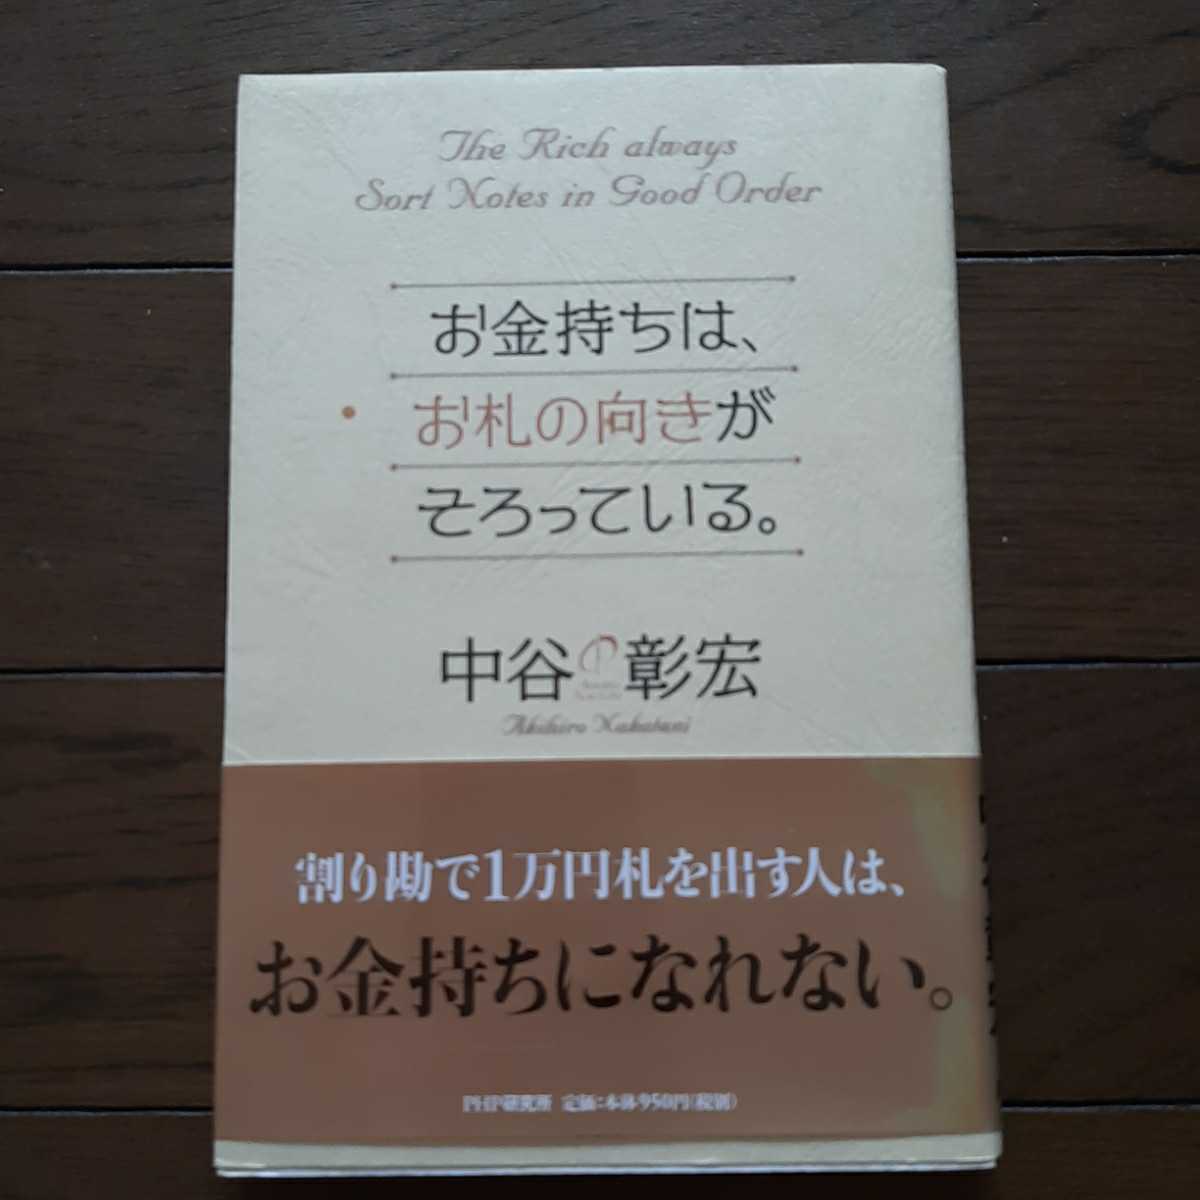 The Rich always
Sort Notes in Good Order
お金持ちは、
お札の向きが
そろっている。
中谷彰宏
Akihiro Nakatani
割り勘で1万円札を出す人は、
お金持ちになれない。
PHP研究所 定価:本体950円(税別)